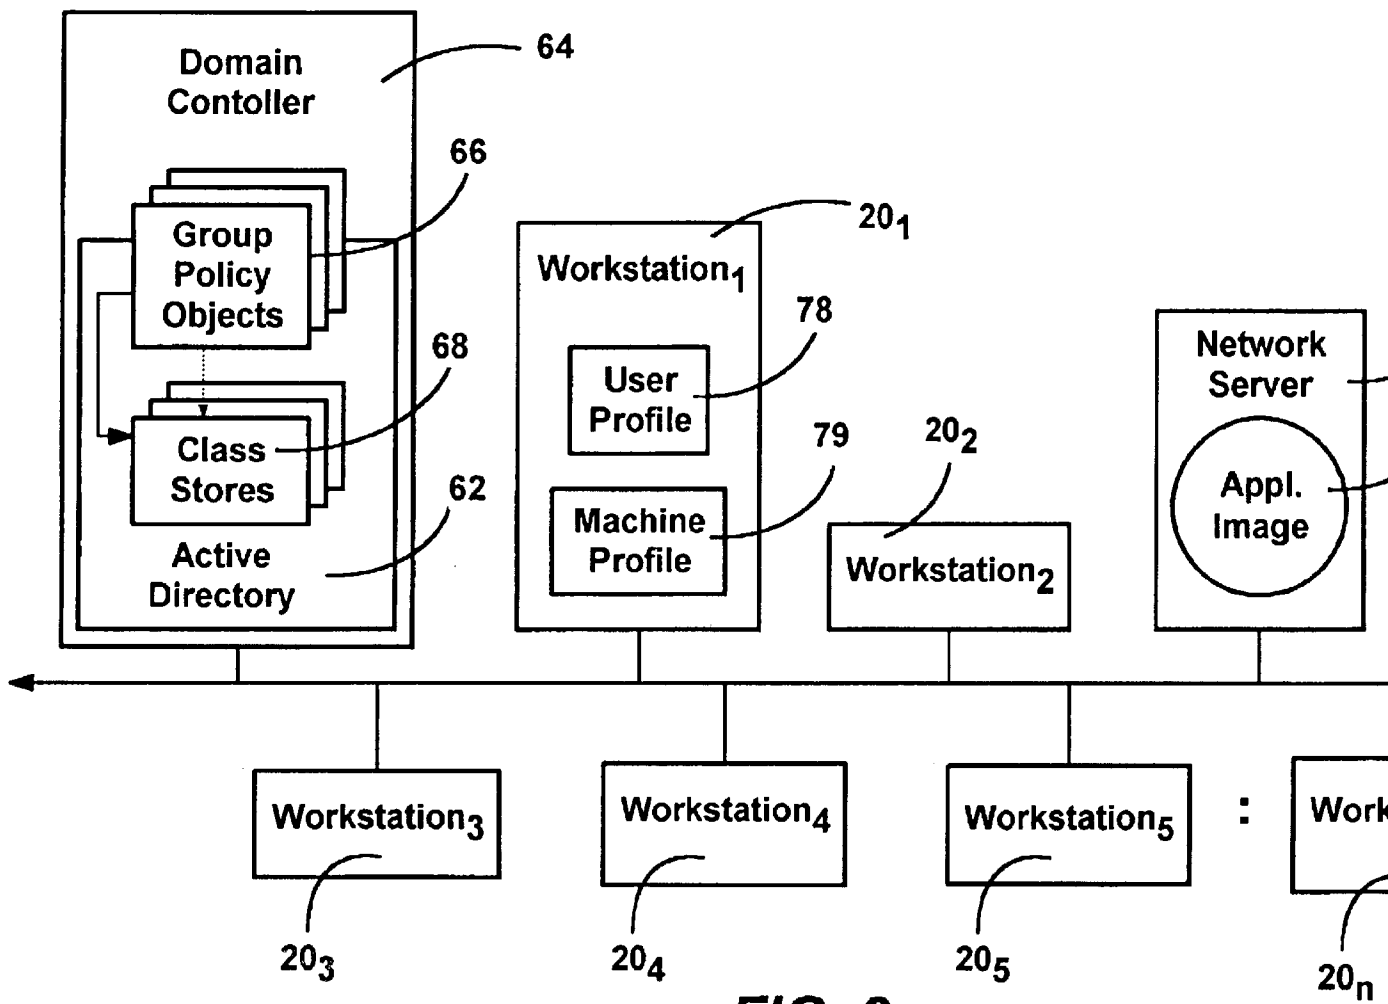 Domain
Contoller
64
66
Group
Policy
Objects
68
Class
Stores
62
Active
Directory
20₁
Workstation₁
78
User
Profile
79
Machine
Profile
20₂
Workstation₂
Network
Server
Appl.
Image
Workstation₃
20₃
Workstation₄
20₄
Workstation₅
20₅
:
Work
20ₙ